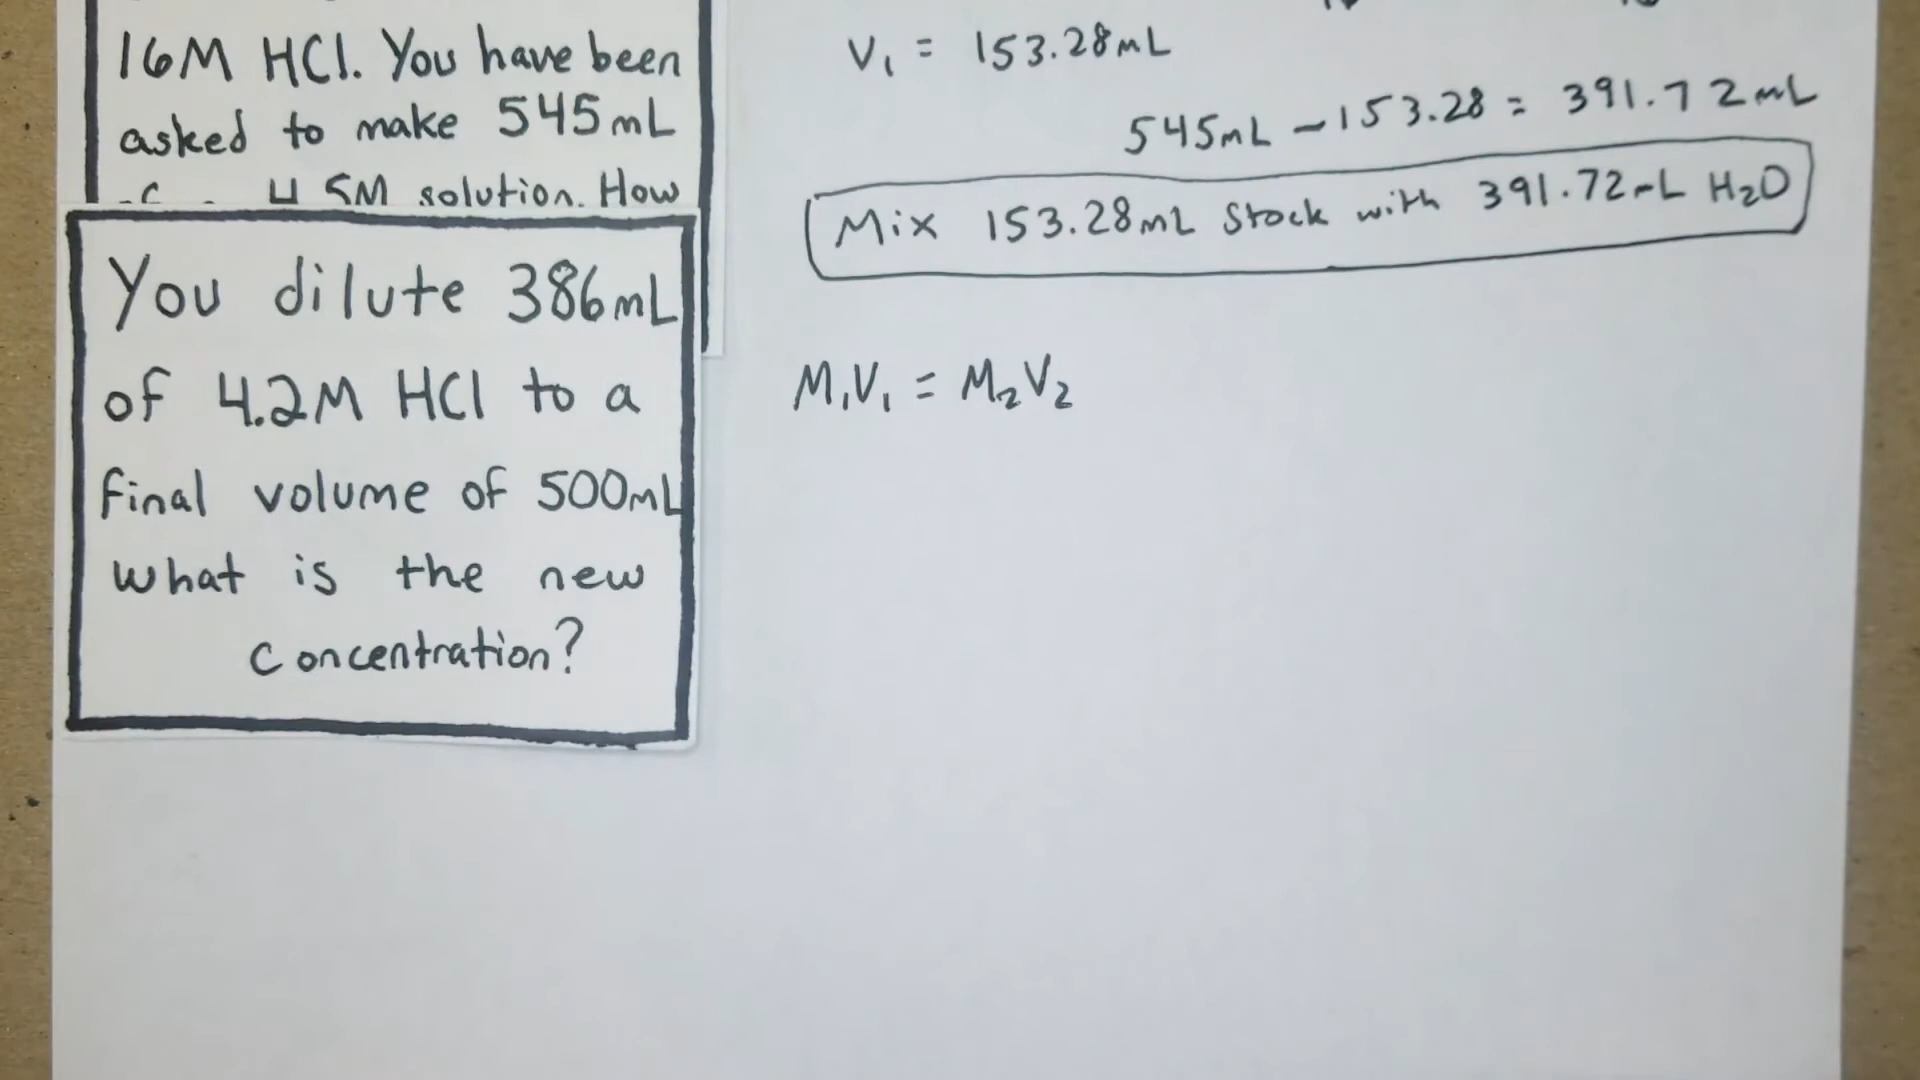 16M HCl. You have been
asked to make 545mL
4.5M solution. How
You dilute 386mL
of 4.2M HCl to a
final volume of 500mL
what is the new
concentration?
V₁ = 153.28mL
545mL - 153.28 = 391.72mL
Mix 153.28mL Stock with 391.72mL H₂O
M₁V₁ = M₂V₂